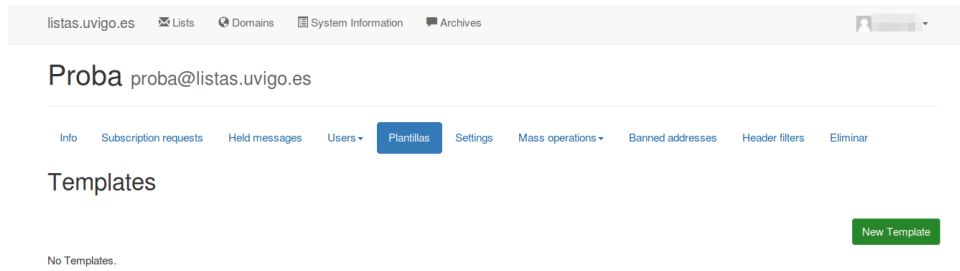 listas.uvigo.es Lists Domains System Information Archives
Proba proba@listas.uvigo.es
Info Subscription requests Held messages Users Plantillas Settings Mass operations Banned addresses Header filters Eliminar
Templates
New Template
No Templates.